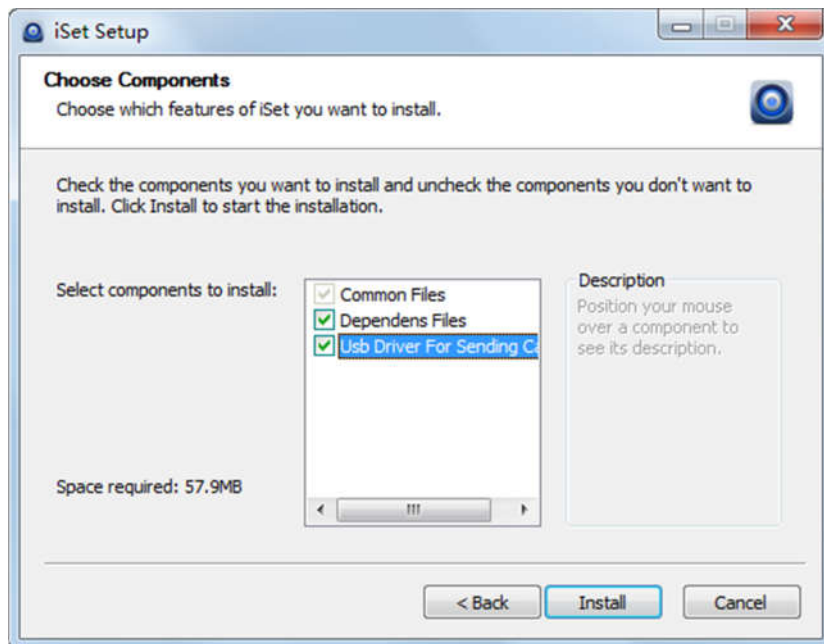 iSet Setup
Choose Components
Choose which features of iSet you want to install.
Check the components you want to install and uncheck the components you don't want to
install. Click Install to start the installation.
Select components to install:
Common Files
Dependens Files
Usb Driver For Sending Ca
Description
Position your mouse
over a component to
see its description.
Space required: 57.9MB
< Back
Install
Cancel